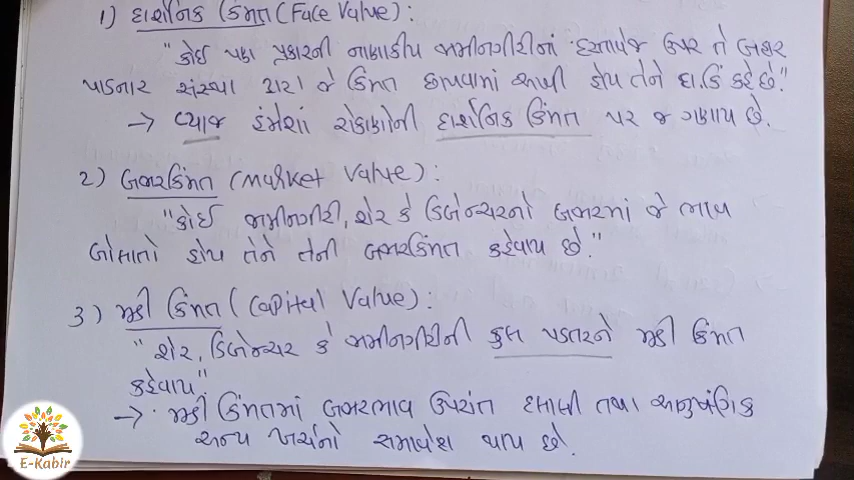 1) દાર્શનિક કિંમત (Face Value) :
"કોઈ પણ પ્રકારની નાણાકીય જામીનગીરીનાં દસ્તાવેજ ઉપર તે બહાર
પાડનાર સંસ્થા દ્વારા જે કિંમત છાપવામાં આવી હોય તેને દા.કિં કહે છે."
→ વ્યાજ હંમેશાં રોકાણોની દાર્શનિક કિંમત પર જ ગણાય છે.
2) બજારકિંમત (Market Value) :
"કોઈ જામીનગીરી, શેર કે ડિબેન્ચરનો બજારમાં જે ભાવ
બોલાતો હોય તેને તેની બજારકિંમત કહેવાય છે."
3) મૂડી કિંમત (Capital Value) :
"શેર, ડિબેન્ચર કે જામીનગીરીની કુલ પડતરને મૂડી કિંમત
કહેવાય."
→ મૂડી કિંમતમાં બજારભાવ ઉપરાંત દલાલી તથા આનુષંગિક
અન્ય ખર્ચનો સમાવેશ થાય છે.
E-Kabir